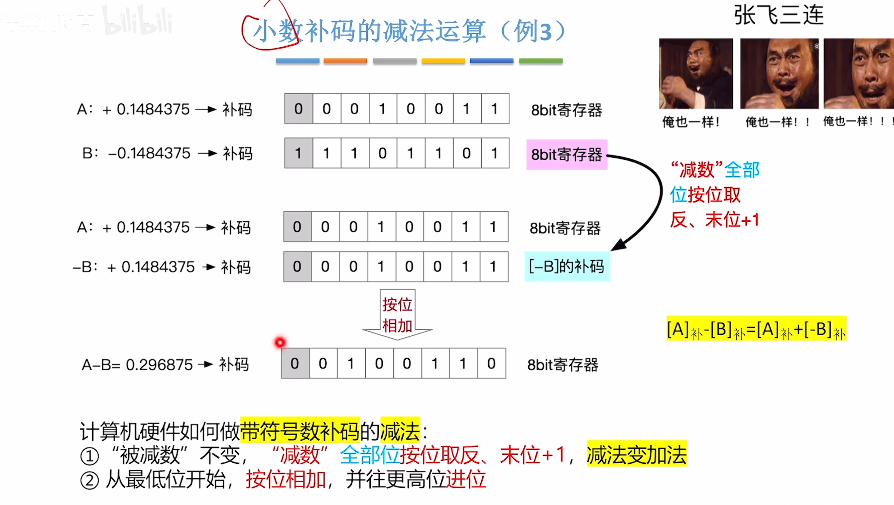 bilibili
小数补码的减法运算（例3）
张飞三连
俺也一样！
俺也一样！！
俺也一样！！！
A：+ 0.1484375 → 补码 0 0 0 1 0 0 1 1 8bit寄存器
B：-0.1484375 → 补码 1 1 1 0 1 1 0 1 8bit寄存器
“减数”全部
位按位取
反、末位+1
A：+ 0.1484375 → 补码 0 0 0 1 0 0 1 1 8bit寄存器
-B：+ 0.1484375 → 补码 0 0 0 1 0 0 1 1 [-B]的补码
按位
相加
[A]补-[B]补=[A]补+[-B]补
A-B= 0.296875 → 补码 0 0 1 0 0 1 1 0 8bit寄存器
计算机硬件如何做带符号数补码的减法：
① “被减数”不变，“减数”全部位按位取反、末位+1，减法变加法
② 从最低位开始，按位相加，并往更高位进位